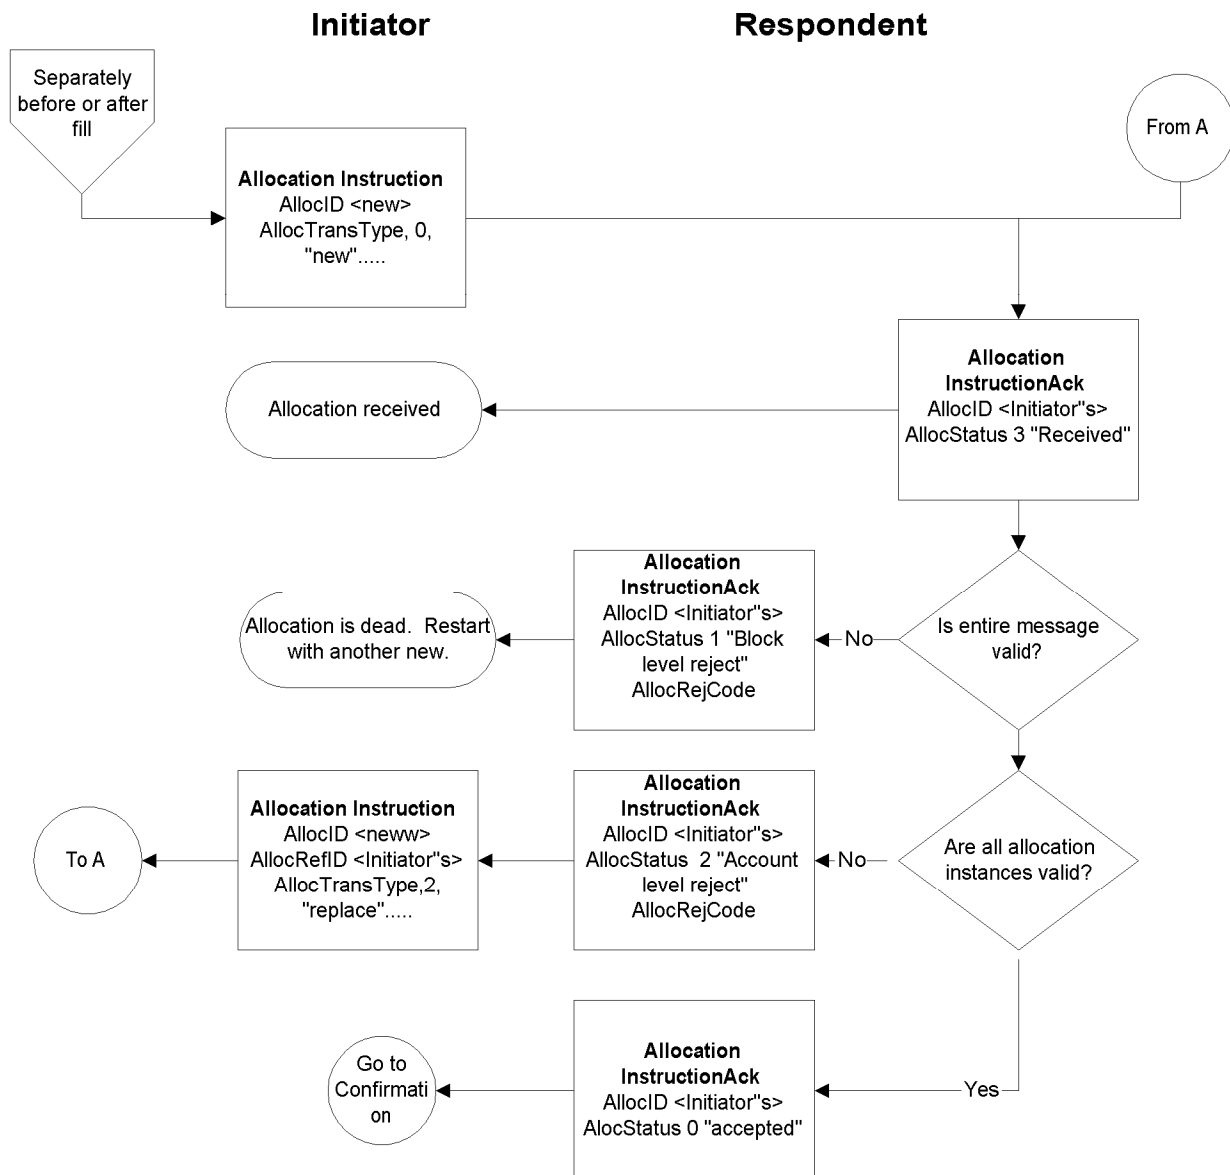 Initiator
Respondent
Separately
before or after
fill
From A
Allocation Instruction
AllocID <new>
AllocTransType, 0,
"new".....
Allocation
InstructionAck
AllocID <Initiator"s>
AllocStatus 3 "Received"
Allocation received
Allocation
InstructionAck
AllocID <Initiator"s>
AllocStatus 1 "Block
level reject"
AllocRejCode
No
Is entire message
valid?
Allocation is dead.  Restart
with another new.
Allocation Instruction
AllocID <neww>
AllocRefID <Initiator"s>
AllocTransType,2,
"replace".....
To A
Allocation
InstructionAck
AllocID <Initiator"s>
AllocStatus  2 "Account
level reject"
AllocRejCode
No
Are all allocation
instances valid?
Go to
Confirmati
on
Allocation
InstructionAck
AllocID <Initiator"s>
AlocStatus 0 "accepted"
Yes